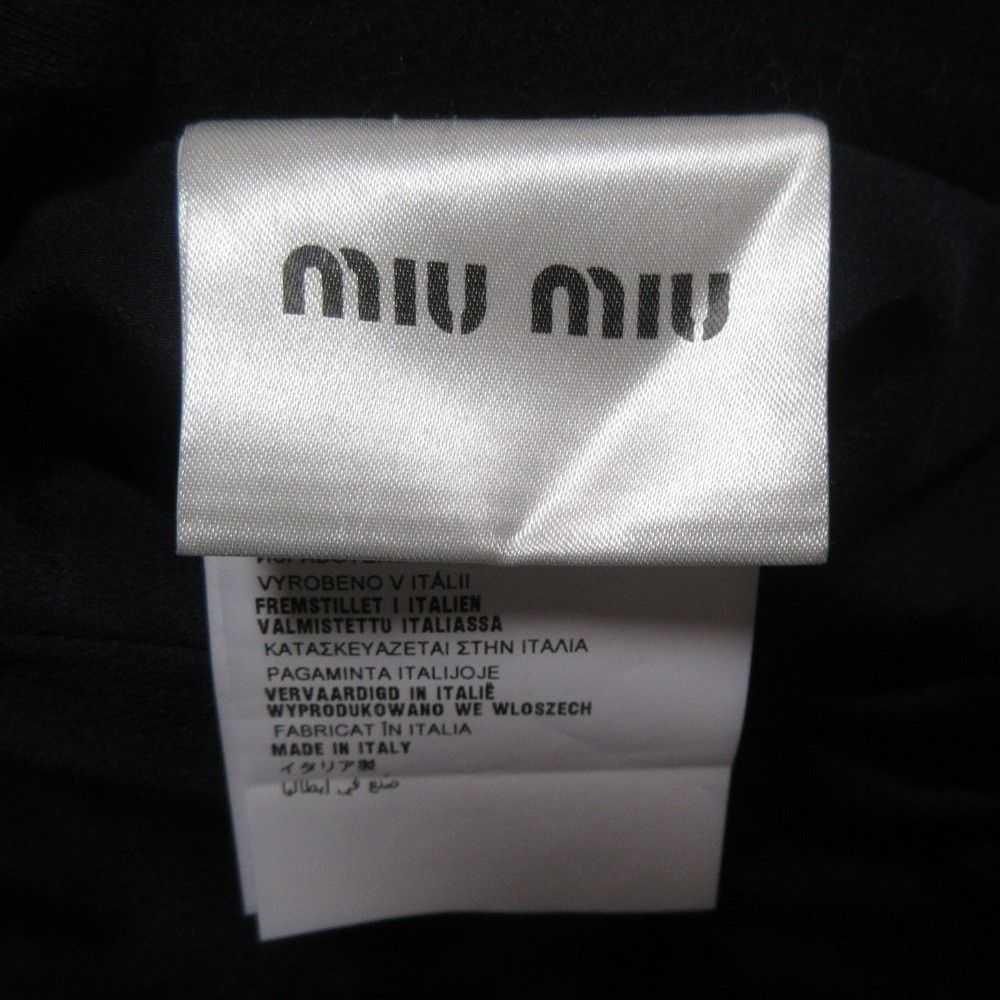 miu miu
VYROBENO V ITÁLII
FREMSTILLET I ITALIEN
VALMISTETTU ITALIASSA
ΚΑΤΑΣΚΕΥΑΖΕΤΑΙ ΣΤΗΝ ΙΤΑΛΙΑ
PAGAMINTA ITALIJOJE
VERVAARDIGD IN ITALIË
WYPRODUKOWANO WE WLOSZECH
FABRICAT ÎN ITALIA
MADE IN ITALY
イタリア製
صنع في إيطاليا